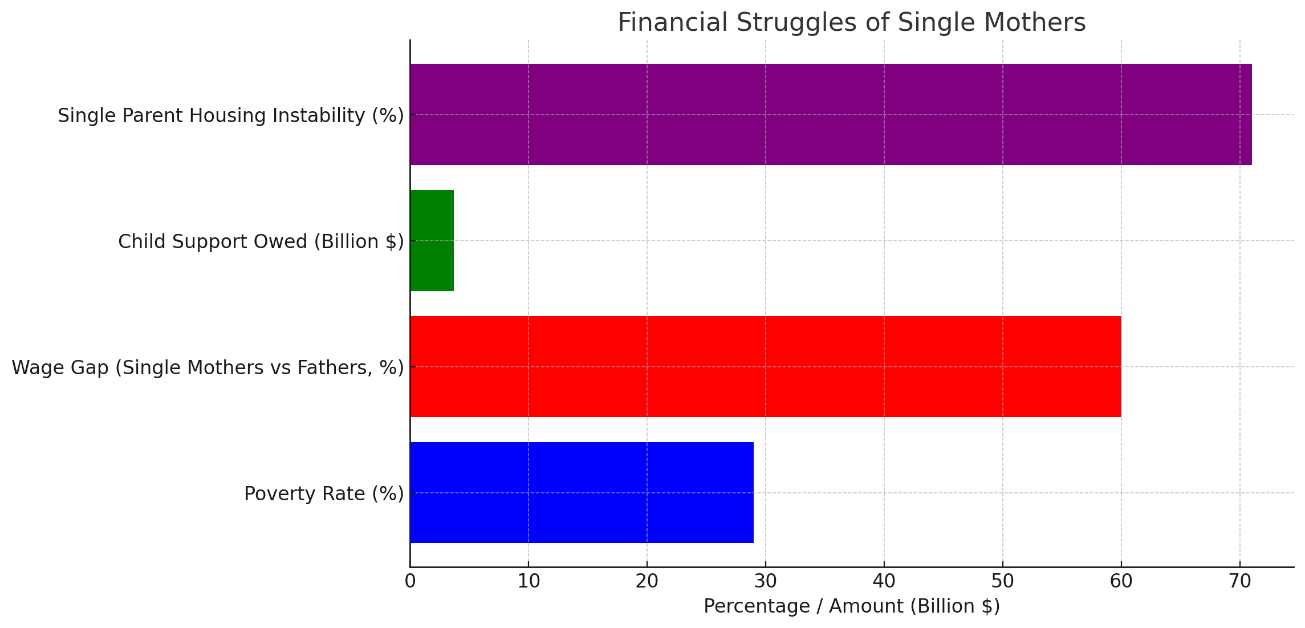 Financial Struggles of Single Mothers
Single Parent Housing Instability (%)
Child Support Owed (Billion $)
Wage Gap (Single Mothers vs Fathers, %)
Poverty Rate (%)
0 10 20 30 40 50 60 70
Percentage / Amount (Billion $)